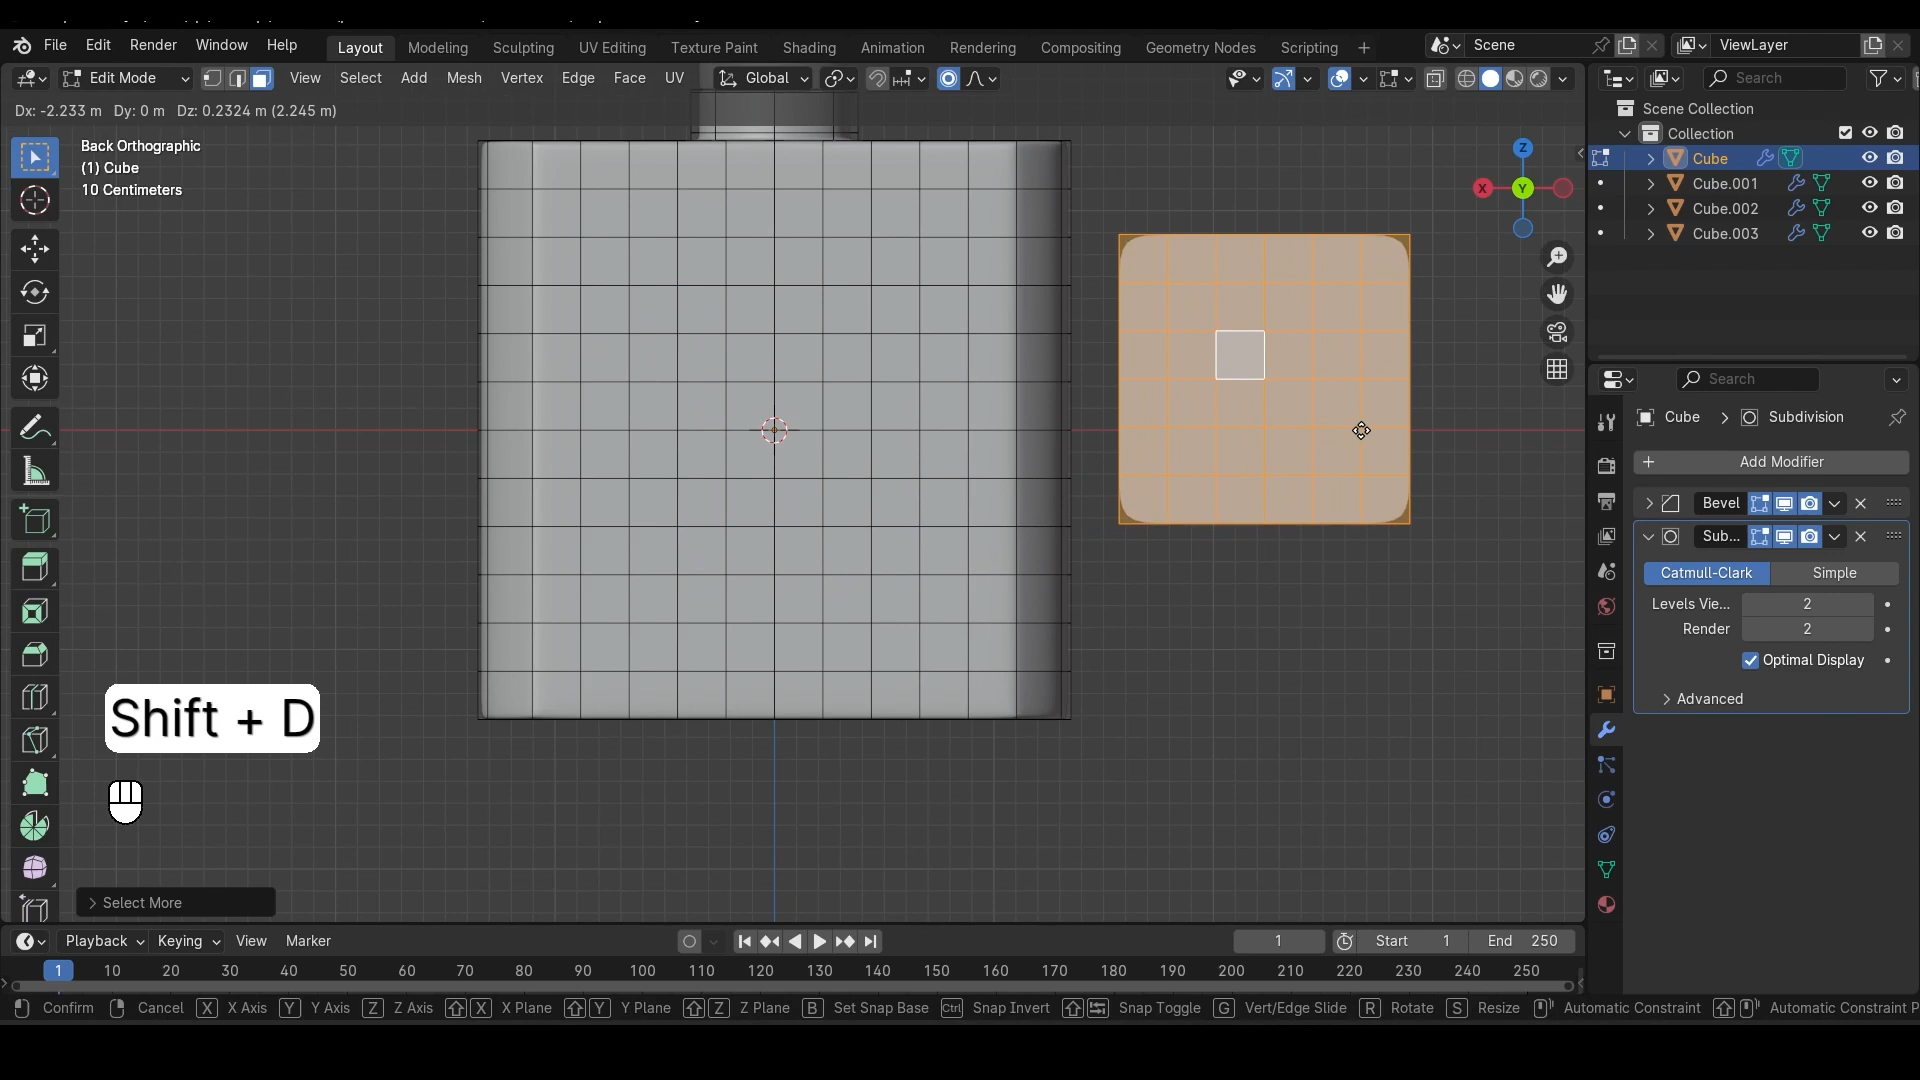 File Edit Render Window Help Layout Modeling Sculpting UV Editing Texture Paint Shading Animation Rendering Compositing Geometry Nodes Scripting + Scene ViewLayer
Edit Mode View Select Add Mesh Vertex Edge Face UV Global Search
Dx: -2.233 m Dy: 0 m Dz: 0.2324 m (2.245 m)
Scene Collection
Back Orthographic
(1) Cube
10 Centimeters
Collection
Cube
Cube.001
Cube.002
Cube.003
Z
X
Y
Search
Cube > Subdivision
+ Add Modifier
Bevel
Sub...
Catmull-Clark Simple
Levels Vie... 2
Render 2
Optimal Display
Advanced
Shift + D
Select More
Playback Keying View Marker 1 Start 1 End 250
1 10 20 30 40 50 60 70 80 90 100 110 120 130 140 150 160 170 180 190 200 210 220 230 240 250
Confirm Cancel X X Axis Y Y Axis Z Z Axis X X Plane Y Y Plane Z Z Plane B Set Snap Base Ctrl Snap Invert Snap Toggle G Vert/Edge Slide R Rotate S Resize Automatic Constraint Automatic Constraint P